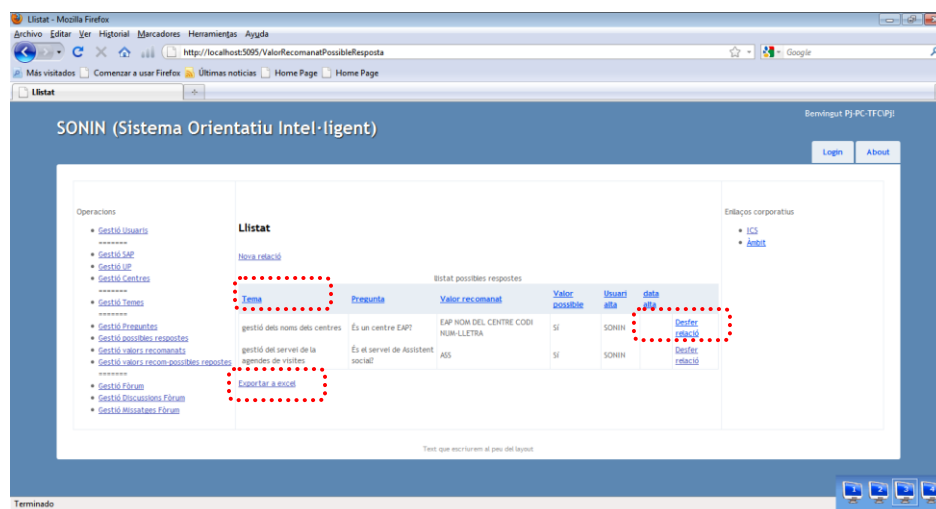 Llistat - Mozilla Firefox
Archivo Editar Ver Historial Marcadores Herramientas Ayuda
http://localhost:5095/ValorRecomanatPossibleResposta
Google
Más visitados Comenzar a usar Firefox Últimas noticias Home Page Home Page
Llistat
Benvingut PJ-PC-TFC\PJ!
SONIN (Sistema Orientatiu Intel·ligent)
Login About
Operacions
Gestió Usuaris
=======
Gestió SAP
Gestió UP
Gestió Centres
=======
Gestió Temes
=======
Gestió Preguntes
Gestió possibles respostes
Gestió valors recomanats
Gestió valors recom-possibles repostes
=======
Gestió Fòrum
Gestió Discussions Fòrum
Gestió Missatges Fòrum
Llistat
Nova relació
llistat possibles respostes
Tema Pregunta Valor recomanat Valor possible Usuari alta data alta
gestió dels noms dels centres És un centre EAP? EAP NOM DEL CENTRE CODI NUM-LLETRA Sí SONIN Desfer relació
gestió del servei de la agendes de visites És el servei de Assistent social? ASS Sí SONIN Desfer relació
Exportar a excel
Enllaços corporatius
ICS
Àmbit
Text que escriurem al peu del layout
1 2 3 4
Terminado